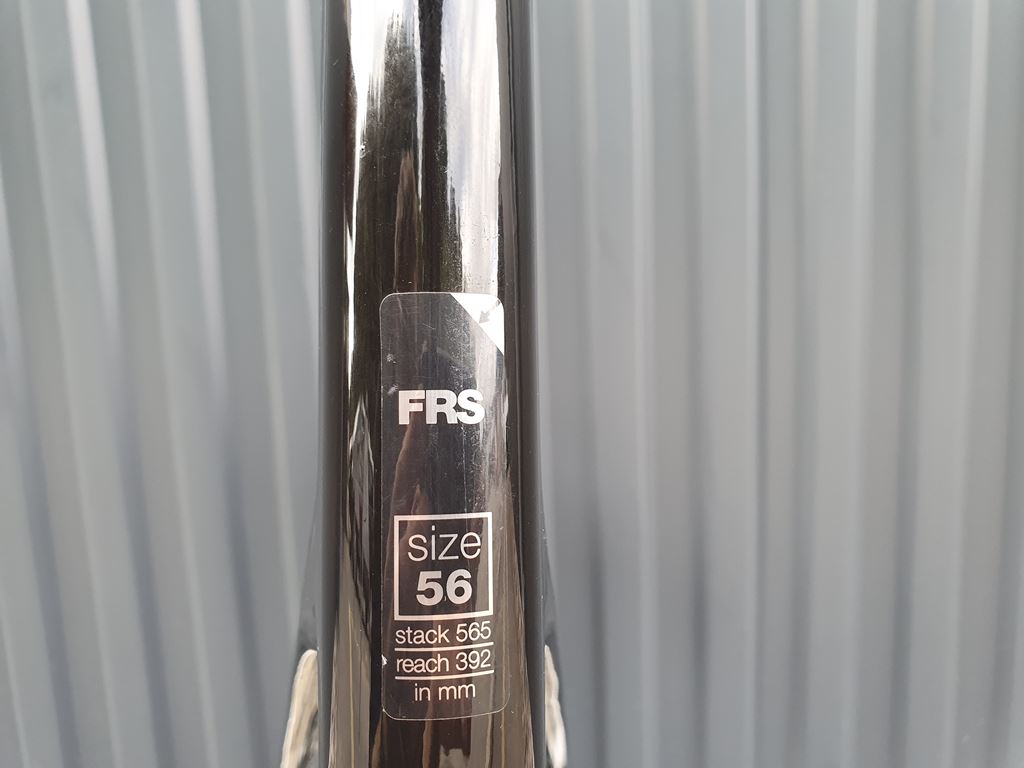 FRS
size
56
stack 565
reach 392
in mm